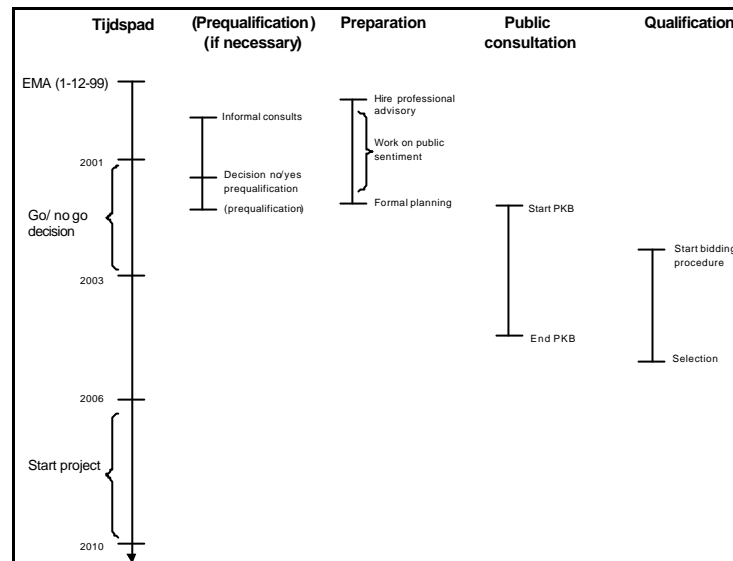 Tijdspad
(Prequalification)
(if necessary)
Preparation
Public
consultation
Qualification
EMA (1-12-99)
2001
Go/ no go
decision
2003
2006
Start project
2010
Informal consults
Decision no/yes
prequalification
(prequalification)
Hire professional
advisory
Work on public
sentiment
Formal planning
Start PKB
End PKB
Start bidding
procedure
Selection